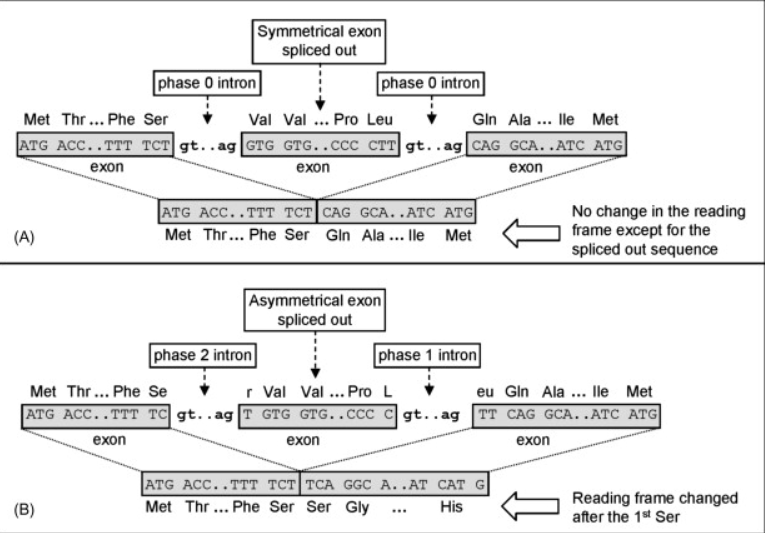 Symmetrical exon
spliced out
phase 0 intron
phase 0 intron
Met Thr ... Phe Ser Val Val ... Pro Leu Gln Ala ... Ile Met
ATG ACC..TTT TCT gt..ag GTG GTG..CCC CTT gt..ag CAG GCA..ATC ATG
exon exon exon
ATG ACC..TTT TCT CAG GCA..ATC ATG
Met Thr ... Phe Ser Gln Ala ... Ile Met
No change in the reading
frame except for the
spliced out sequence
(A)
Asymmetrical exon
spliced out
phase 2 intron
phase 1 intron
Met Thr ... Phe Se r Val Val ... Pro L eu Gln Ala ... Ile Met
ATG ACC..TTT TC gt..ag T GTG GTG..CCC C gt..ag TT CAG GCA..ATC ATG
exon exon exon
ATG ACC..TTT TCT TCA GGC A..AT CAT G
Met Thr ... Phe Ser Ser Gly ... His
Reading frame changed
after the 1st Ser
(B)